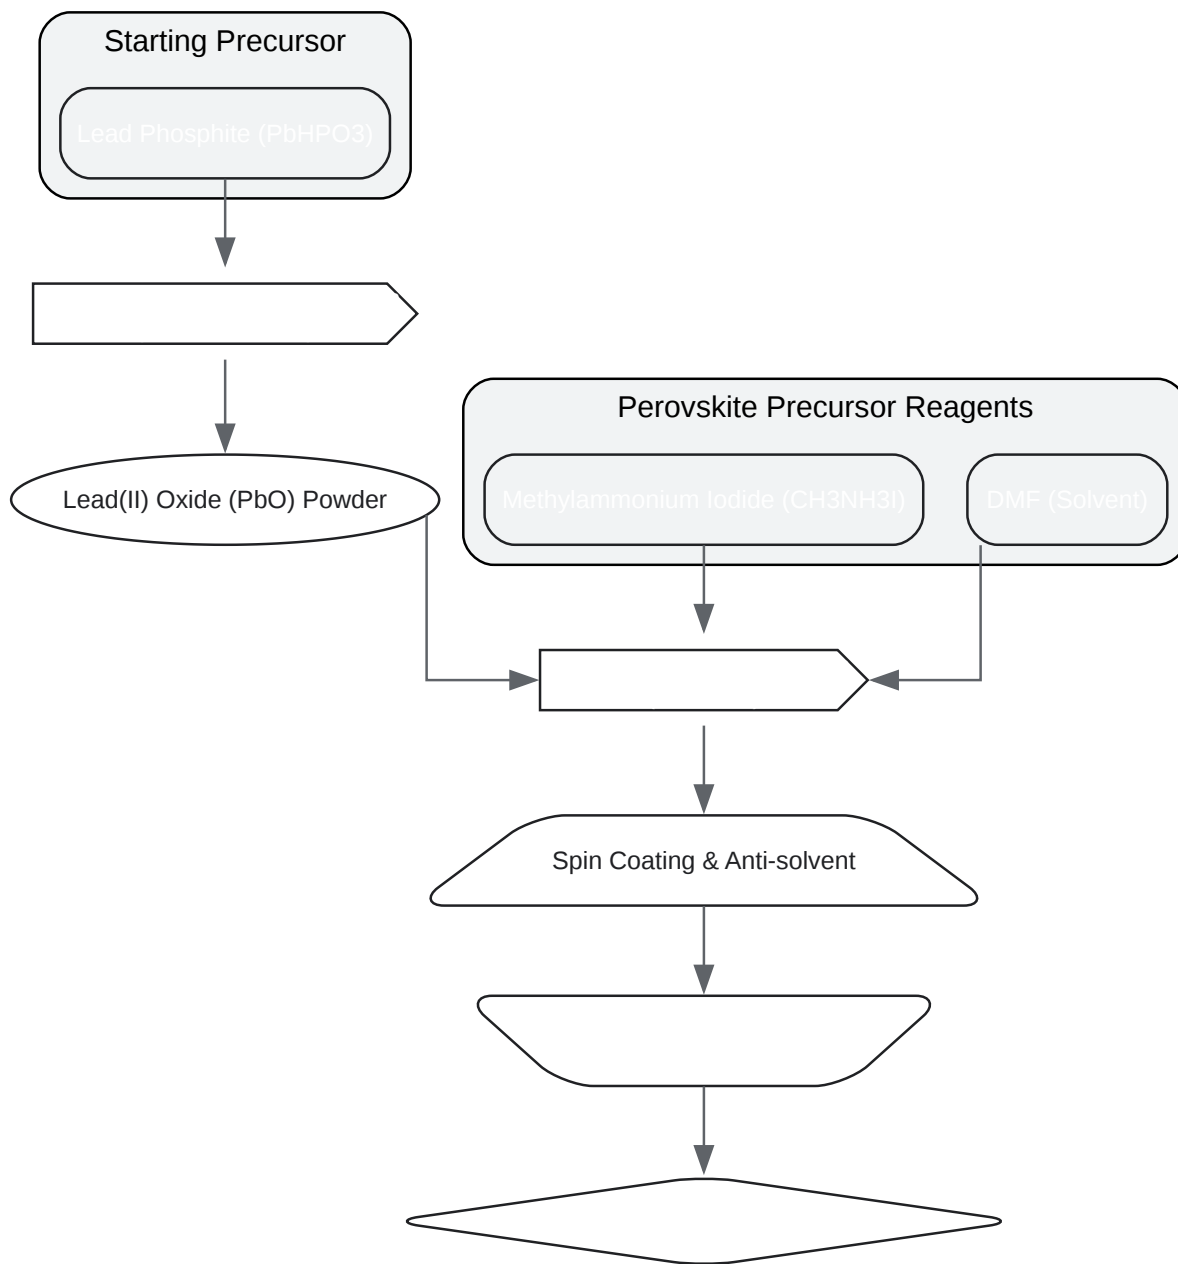 Starting Precursor
Lead Phosphite (PbHPO3)
Perovskite Precursor Reagents
Lead(II) Oxide (PbO) Powder
Methylammonium Iodide (CH3NH3I)
DMF (Solvent)
Spin Coating & Anti-solvent